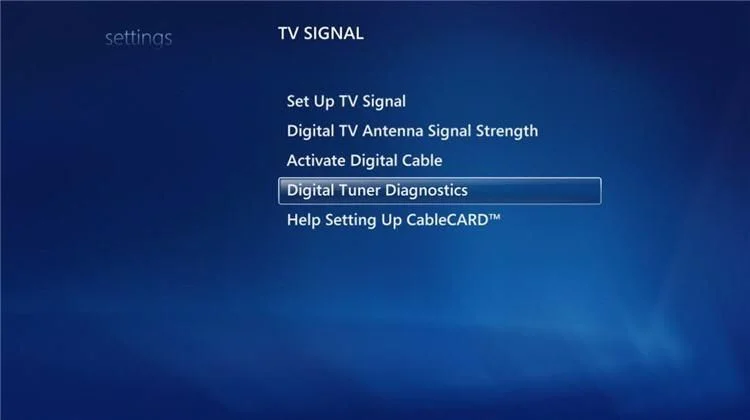 settings
TV SIGNAL
Set Up TV Signal
Digital TV Antenna Signal Strength
Activate Digital Cable
Digital Tuner Diagnostics
Help Setting Up CableCARD™